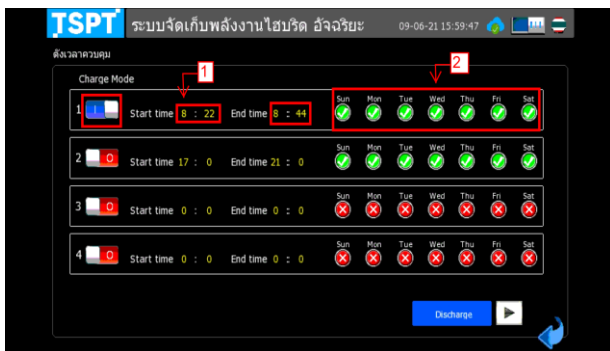 TSPT ระบบจัดเก็บพลังงานไฮบริด อัจฉริยะ 09-06-21 15:59:47
ตั้งเวลาควบคุม
Charge Mode
1
2
Sun Mon Tue Wed Thu Fri Sat
1 I Start time 8 : 22 End time 8 : 44
Sun Mon Tue Wed Thu Fri Sat
2 O Start time 17 : 0 End time 21 : 0
Sun Mon Tue Wed Thu Fri Sat
3 O Start time 0 : 0 End time 0 : 0
Sun Mon Tue Wed Thu Fri Sat
4 O Start time 0 : 0 End time 0 : 0
Discharge